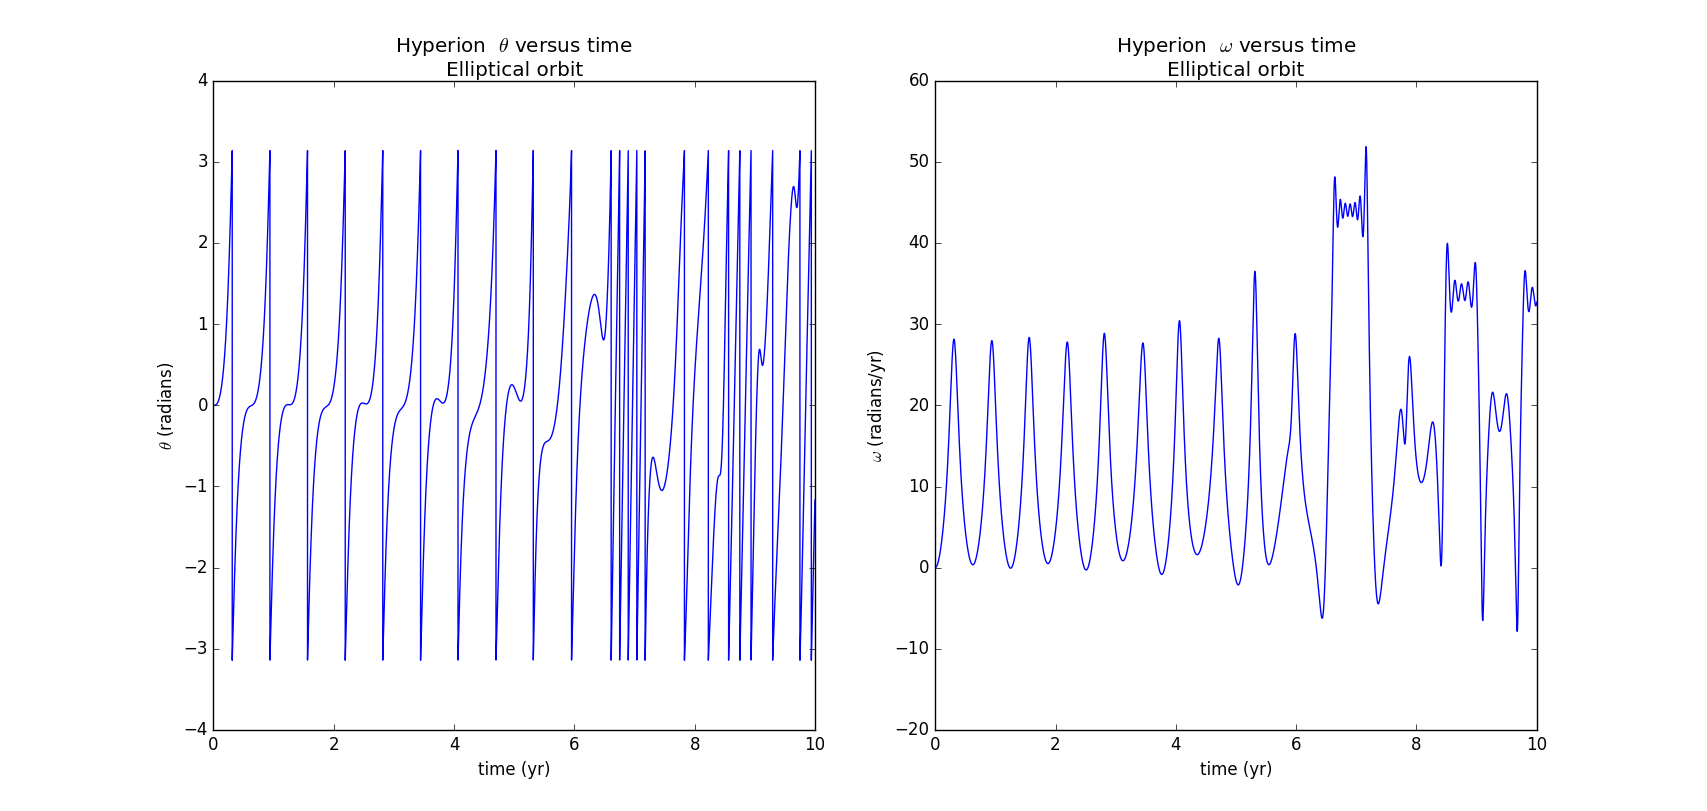 Hyperion θ versus time
Elliptical orbit
4
3
2
1
0
−1
−2
−3
−4
θ (radians)
0 2 4 6 8 10
time (yr)
Hyperion ω versus time
Elliptical orbit
60
50
40
30
20
10
0
−10
−20
ω (radians/yr)
0 2 4 6 8 10
time (yr)